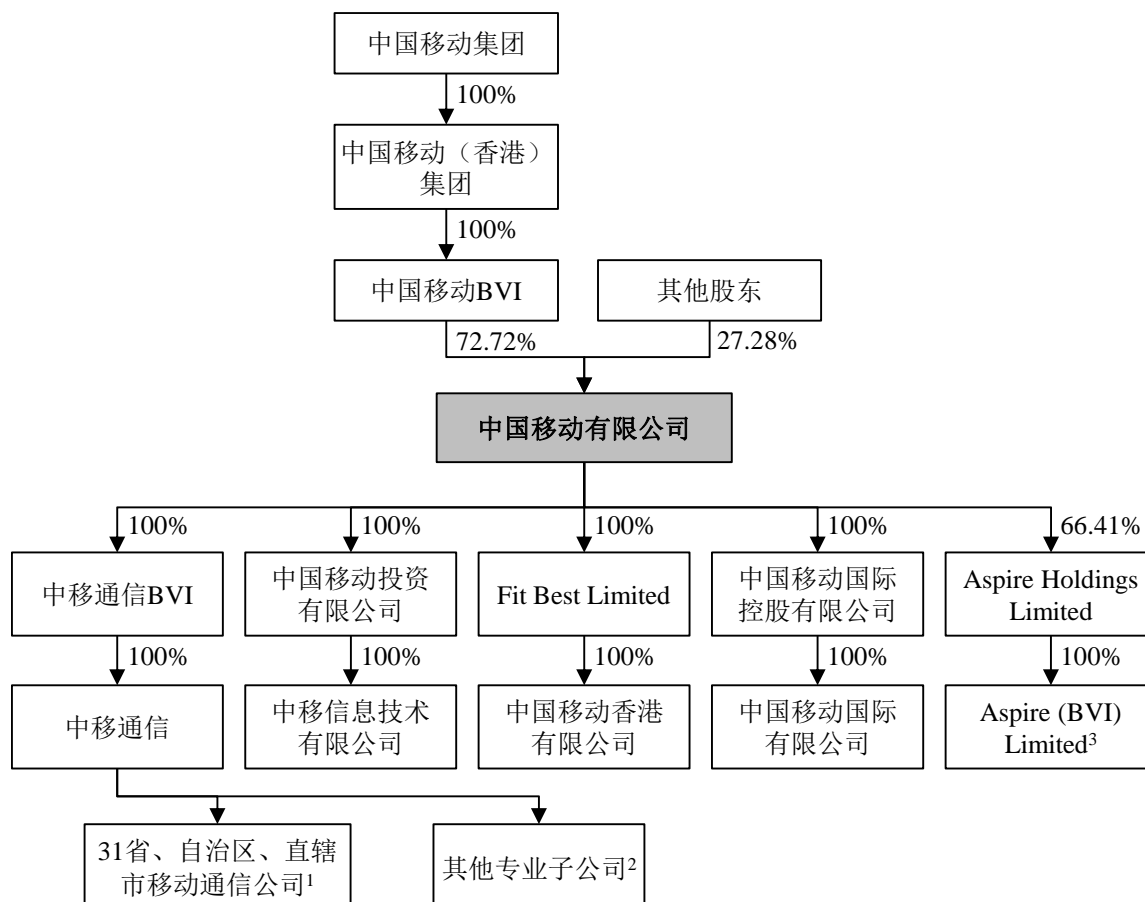 中国移动集团
100%
中国移动（香港）
集团
100%
中国移动BVI
其他股东
72.72%
27.28%
中国移动有限公司
100%
100%
100%
100%
66.41%
中移通信BVI
中国移动投资
有限公司
Fit Best Limited
中国移动国际
控股有限公司
Aspire Holdings
Limited
100%
100%
100%
100%
100%
中移通信
中移信息技术
有限公司
中国移动香港
有限公司
中国移动国际
有限公司
Aspire (BVI)
Limited³
31省、自治区、直辖
市移动通信公司¹
其他专业子公司²